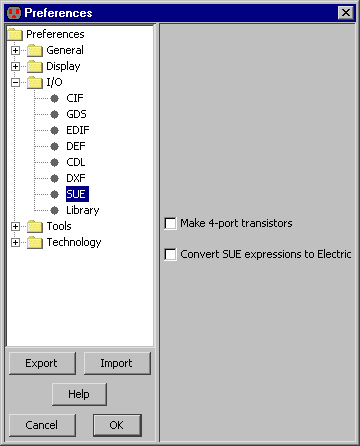 Preferences
Preferences
General
Display
I/O
CIF
GDS
EDIF
DEF
CDL
DXF
SUE
Library
Tools
Technology
Make 4-port transistors
Convert SUE expressions to Electric
Export
Import
Help
Cancel
OK